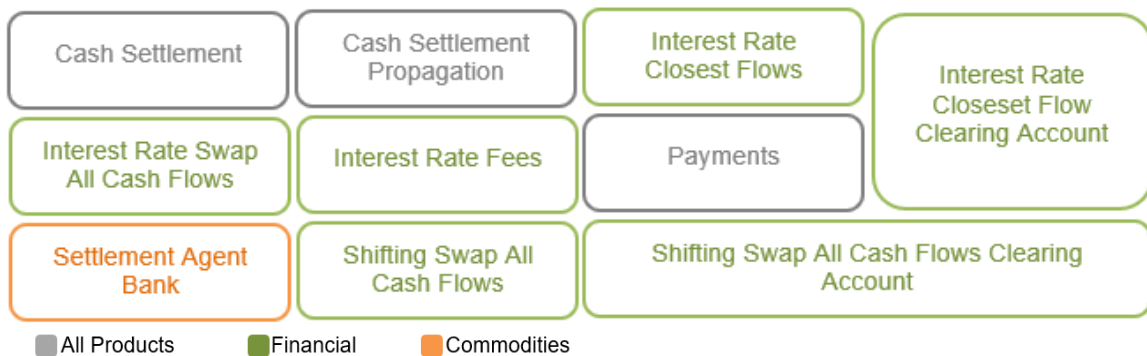 Cash Settlement
Cash Settlement
Propagation
Interest Rate
Closest Flows
Interest Rate
Closeset Flow
Clearing Account
Interest Rate Swap
All Cash Flows
Interest Rate Fees
Payments
Settlement Agent
Bank
Shifting Swap All
Cash Flows
Shifting Swap All Cash Flows Clearing
Account
All Products
Financial
Commodities